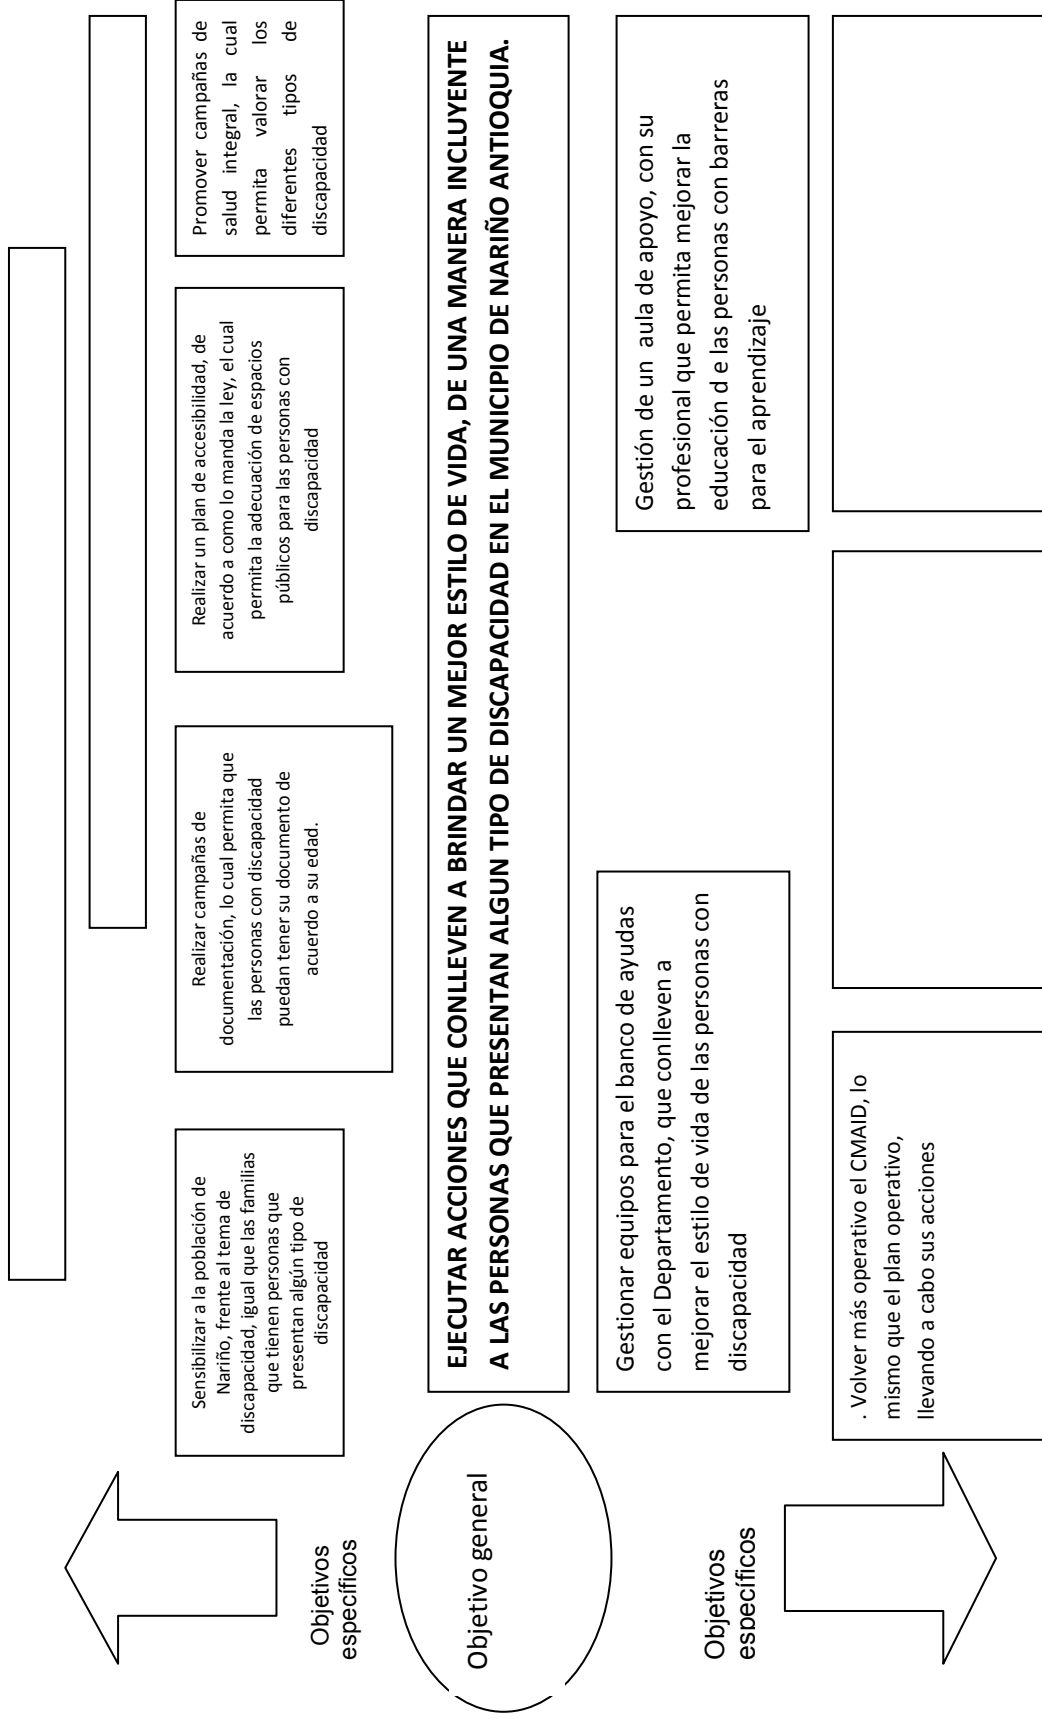 Sensibilizar a la población de
Nariño, frente al tema de
discapacidad, igual que las familias
que tienen personas que
presentan algún tipo de
discapacidad
Realizar campañas de
documentación, lo cual permita que
las personas con discapacidad
puedan tener su documento de
acuerdo a su edad.
Realizar un plan de accesibilidad, de
acuerdo a como lo manda la ley, el cual
permita la adecuación de espacios
públicos para las personas con
discapacidad
Promover campañas de
salud integral, la cual
permita valorar los
diferentes tipos de
discapacidad
Objetivos
específicos
Objetivo general
EJECUTAR ACCIONES QUE CONLLEVEN A BRINDAR UN MEJOR ESTILO DE VIDA, DE UNA MANERA INCLUYENTE
A LAS PERSONAS QUE PRESENTAN ALGUN TIPO DE DISCAPACIDAD EN EL MUNICIPIO DE NARIÑO ANTIOQUIA.
Gestionar equipos para el banco de ayudas
con el Departamento, que conlleven a
mejorar el estilo de vida de las personas con
discapacidad
Gestión de un aula de apoyo, con su
profesional que permita mejorar la
educación d e las personas con barreras
para el aprendizaje
Objetivos
específicos
. Volver más operativo el CMAID, lo
mismo que el plan operativo,
llevando a cabo sus acciones